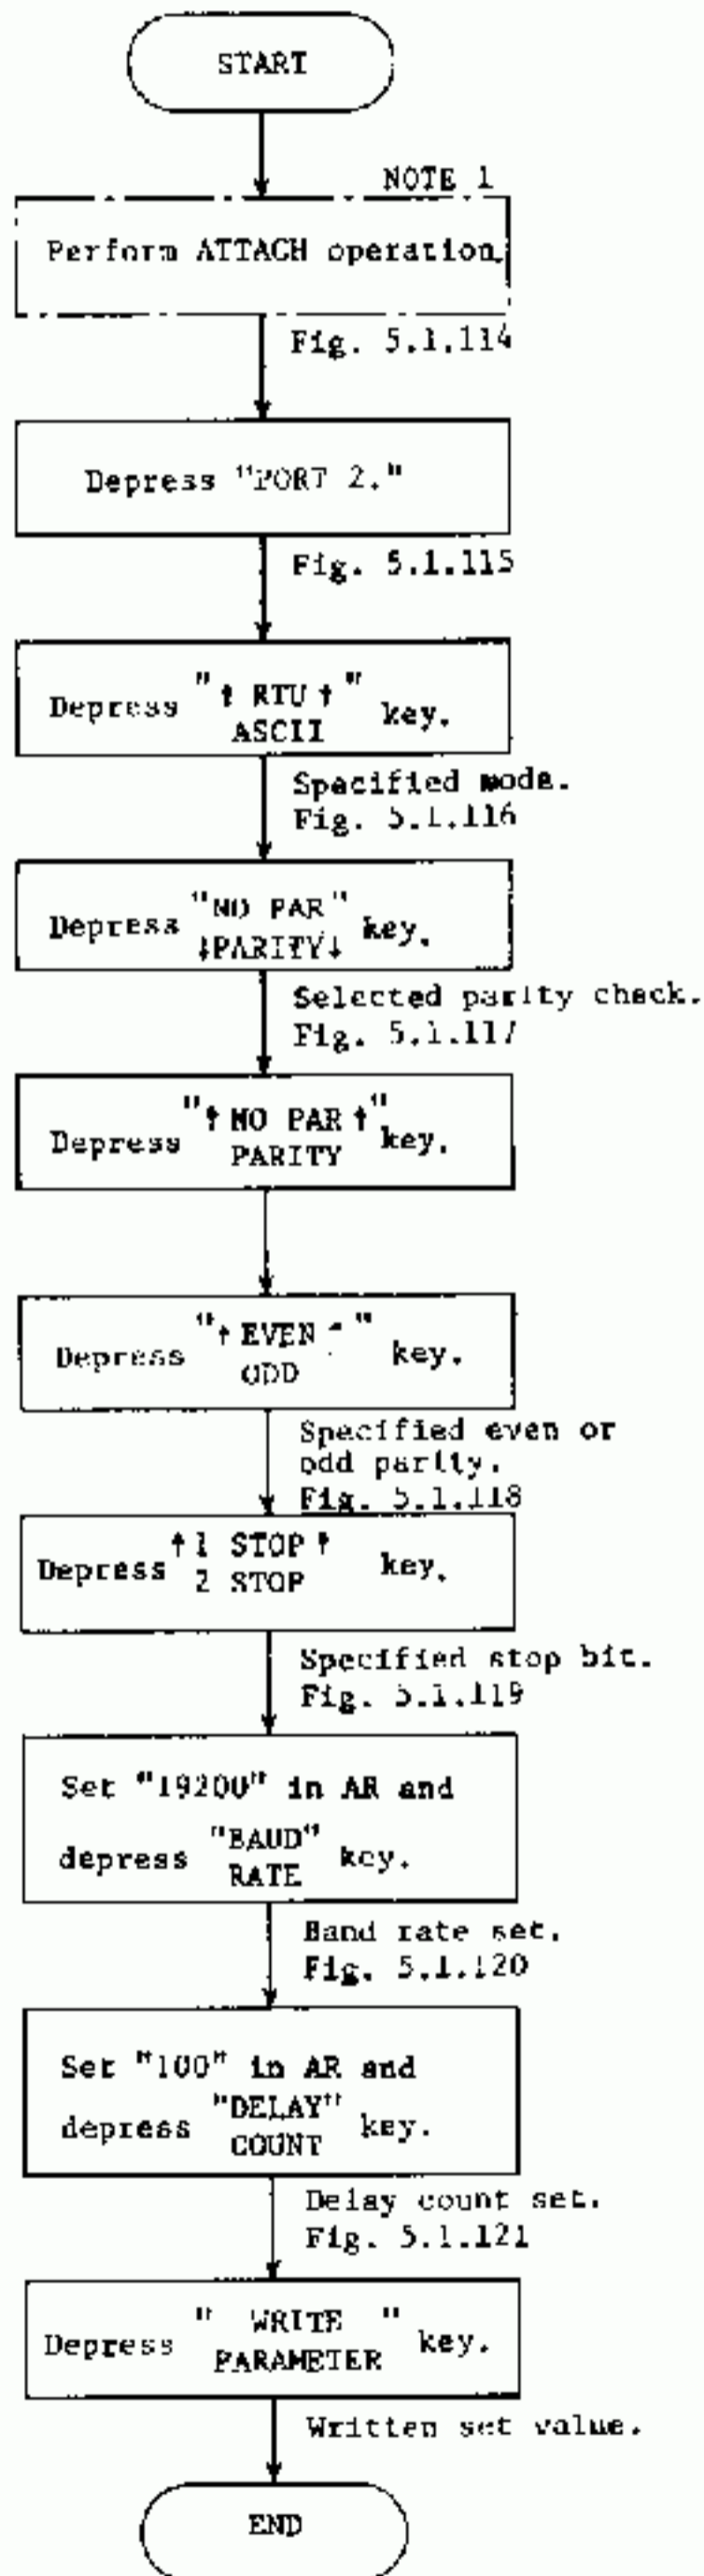 START
NOTE 1
Perform ATTACH operation.
Fig. 5.1.114
Depress "PORT 2."
Fig. 5.1.115
Depress "↑ RTU ↑" key.
ASCII
Specified mode.
Fig. 5.1.116
Depress "NO PAR" key.
↓PARITY↓
Selected parity check.
Fig. 5.1.117
Depress "↑ NO PAR ↑" key.
PARITY
Depress "↑ EVEN ↑" key.
ODD
Specified even or
odd parity.
Fig. 5.1.118
Depress ↑ 1 STOP ↑ key.
2 STOP
Specified stop bit.
Fig. 5.1.119
Set "19200" in AR and
depress "BAUD" key.
RATE
Band rate set.
Fig. 5.1.120
Set "100" in AR and
depress "DELAY" key.
COUNT
Delay count set.
Fig. 5.1.121
Depress " WRITE " key.
PARAMETER
Written set value.
END